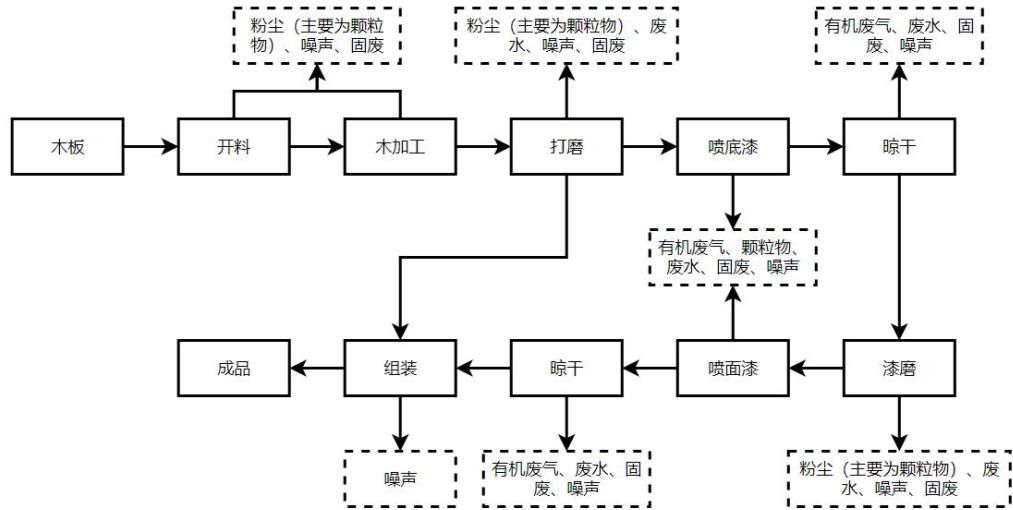 粉尘（主要为颗粒
物）、噪声、固废
粉尘（主要为颗粒物）、废
水、噪声、固废
有机废气、废水、固
废、噪声
木板
开料
木加工
打磨
喷底漆
晾干
有机废气、颗粒物、
废水、固废、噪声
成品
组装
晾干
喷面漆
漆磨
噪声
有机废气、废水、固
废、噪声
粉尘（主要为颗粒物）、废
水、噪声、固废